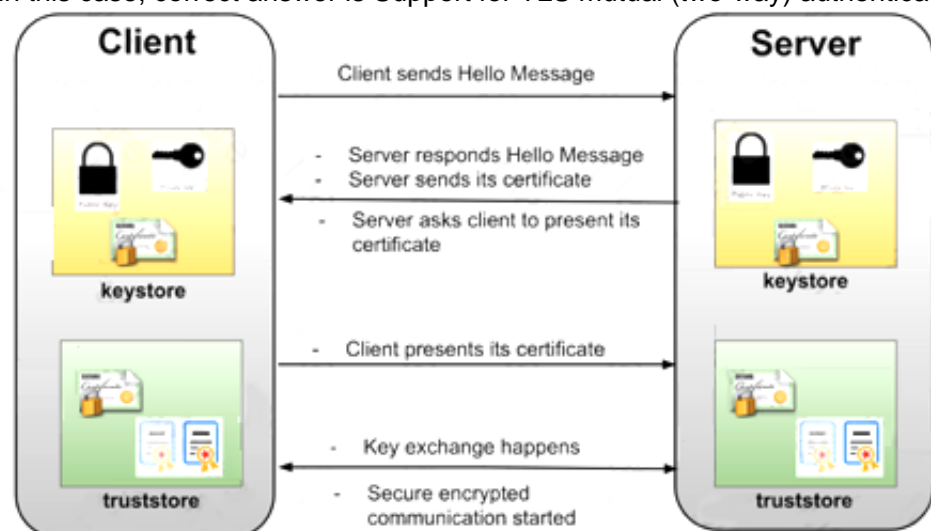 in this case, correct answer is Support for TLS mutual (two-way) authentica
Client
Server
Client sends Hello Message
- Server responds Hello Message
- Server sends its certificate
- Server asks client to present its
certificate
keystore
keystore
- Client presents its certificate
- Key exchange happens
- Secure encrypted
communication started
truststore
truststore